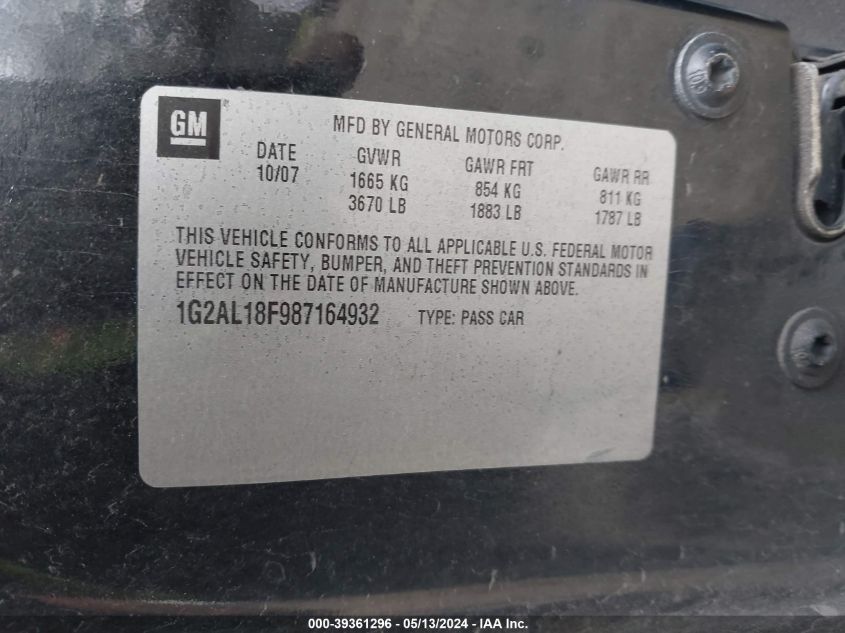 GM
MFD BY GENERAL MOTORS CORP.
DATE GVWR GAWR FRT GAWR RR
10/07 1665 KG 854 KG 811 KG
3670 LB 1883 LB 1787 LB
THIS VEHICLE CONFORMS TO ALL APPLICABLE U.S. FEDERAL MOTOR
VEHICLE SAFETY, BUMPER, AND THEFT PREVENTION STANDARDS IN
EFFECT ON THE DATE OF MANUFACTURE SHOWN ABOVE.
1G2AL18F987164932 TYPE: PASS CAR
000-39361296 - 05/13/2024 - IAA Inc.